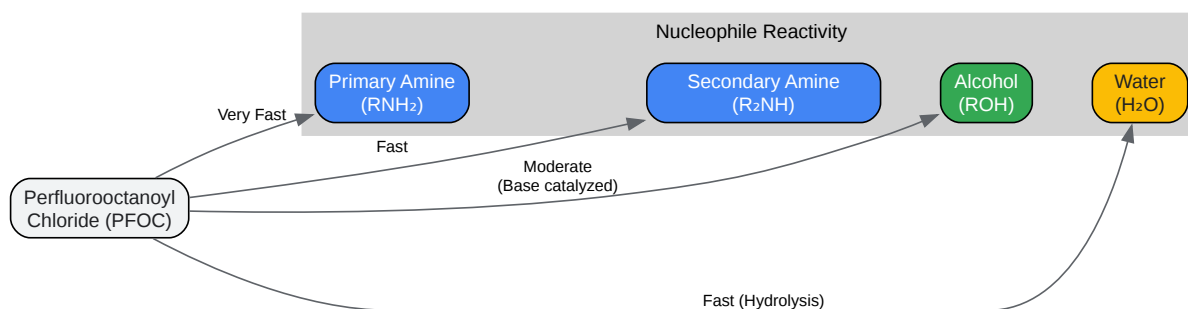 Nucleophile Reactivity
Primary Amine
(RNH₂)
Secondary Amine
(R₂NH)
Alcohol
(ROH)
Water
(H₂O)
Very Fast
Fast
Moderate
(Base catalyzed)
Perfluorooctanoyl
Chloride (PFOC)
Fast (Hydrolysis)